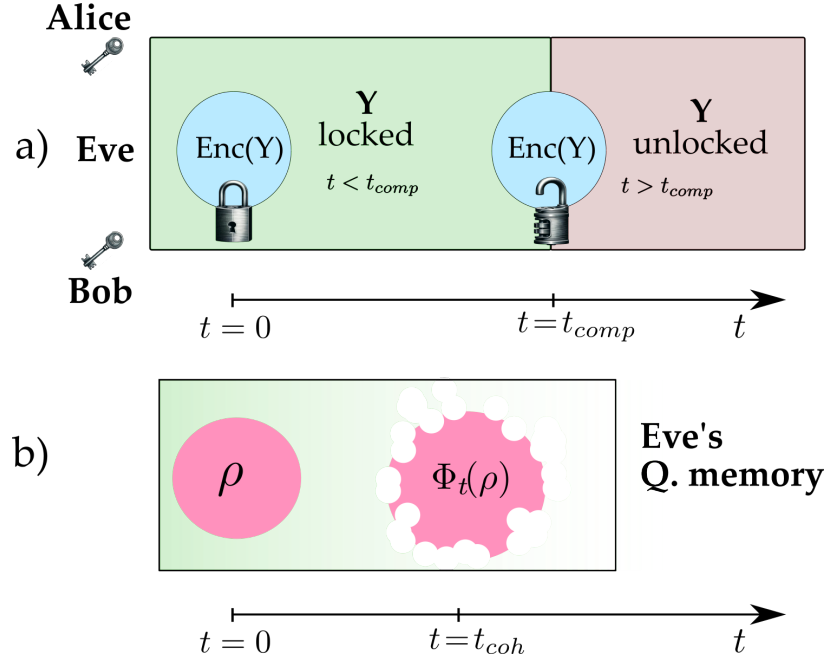 Alice
a)
Eve
Bob
Enc(Y)
Y
locked
t < t_comp
Enc(Y)
Y
unlocked
t > t_comp
t = 0
t = t_comp
t
b)
ρ
Φ_t(ρ)
Eve's
Q. memory
t = 0
t = t_coh
t